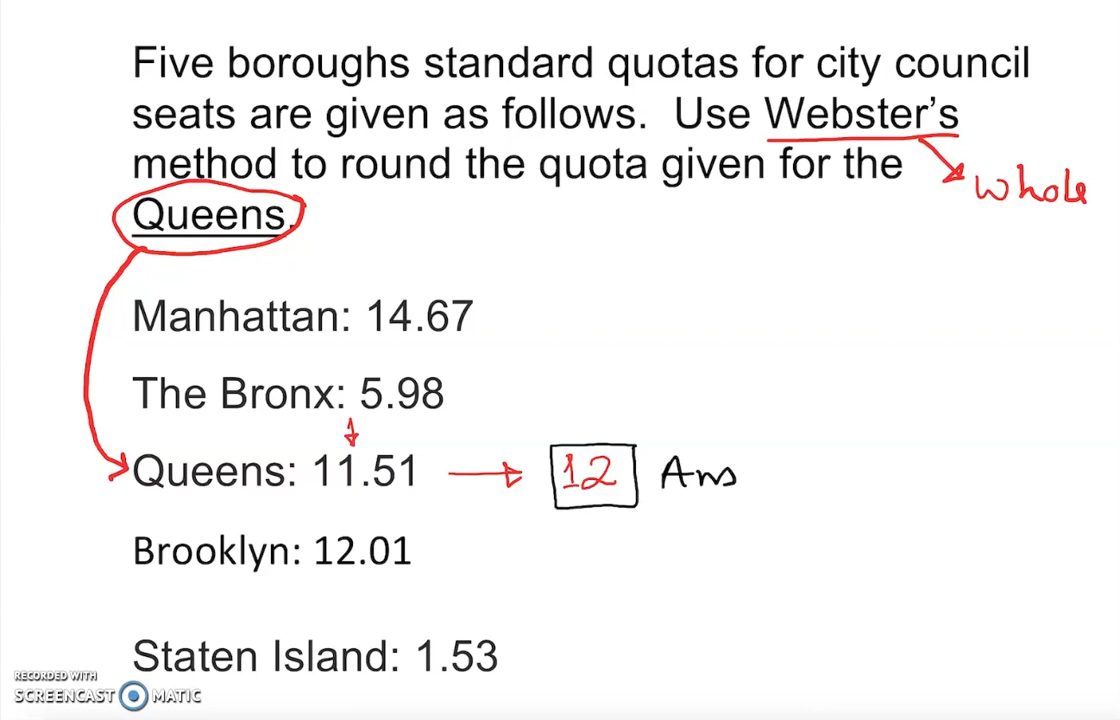 Five boroughs standard quotas for city council
seats are given as follows. Use Webster's
method to round the quota given for the
whole
Queens.
Manhattan: 14.67
The Bronx: 5.98
Queens: 11.51 → 12 Ans
Brooklyn: 12.01
Staten Island: 1.53
RECORDED WITH
SCREENCAST MATIC